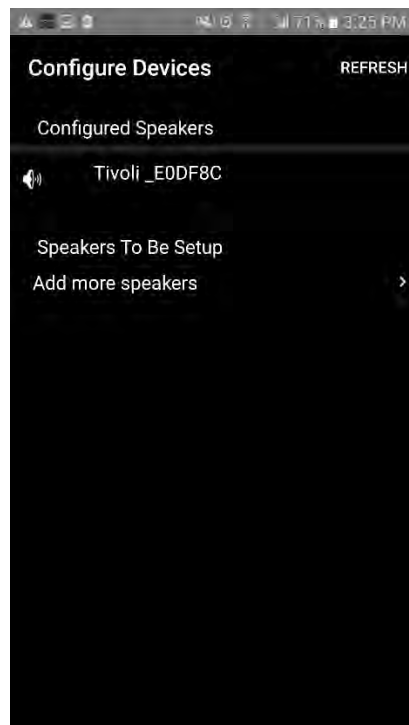 71% 3:25 PM
Configure Devices REFRESH
Configured Speakers
Tivoli _E0DF8C
Speakers To Be Setup
Add more speakers >